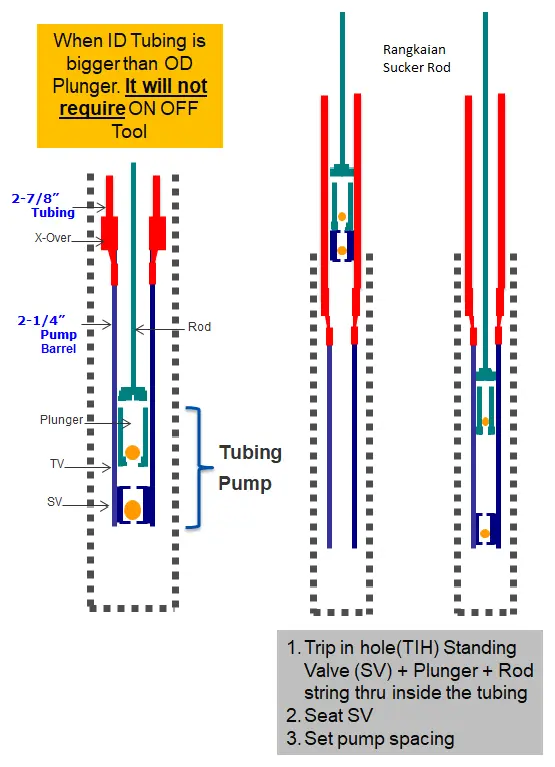 When ID Tubing is
bigger than OD
Plunger. It will not
require ON OFF
Tool
Rangkaian
Sucker Rod
2-7/8”
Tubing
X-Over
2-1/4”
Pump
Barrel
Rod
Plunger
TV
SV
Tubing
Pump
1. Trip in hole(TIH) Standing
Valve (SV) + Plunger + Rod
string thru inside the tubing
2. Seat SV
3. Set pump spacing